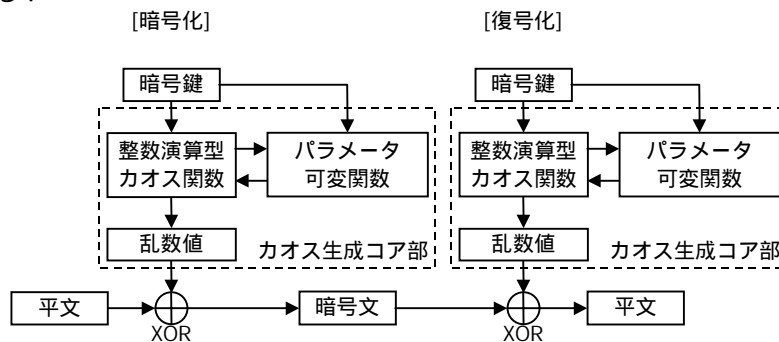 [暗号化]
[復号化]
暗号鍵
暗号鍵
整数演算型
カオス関数
パラメータ
可変関数
整数演算型
カオス関数
パラメータ
可変関数
乱数値
カオス生成コア部
乱数値
カオス生成コア部
平文
暗号文
平文
XOR
XOR